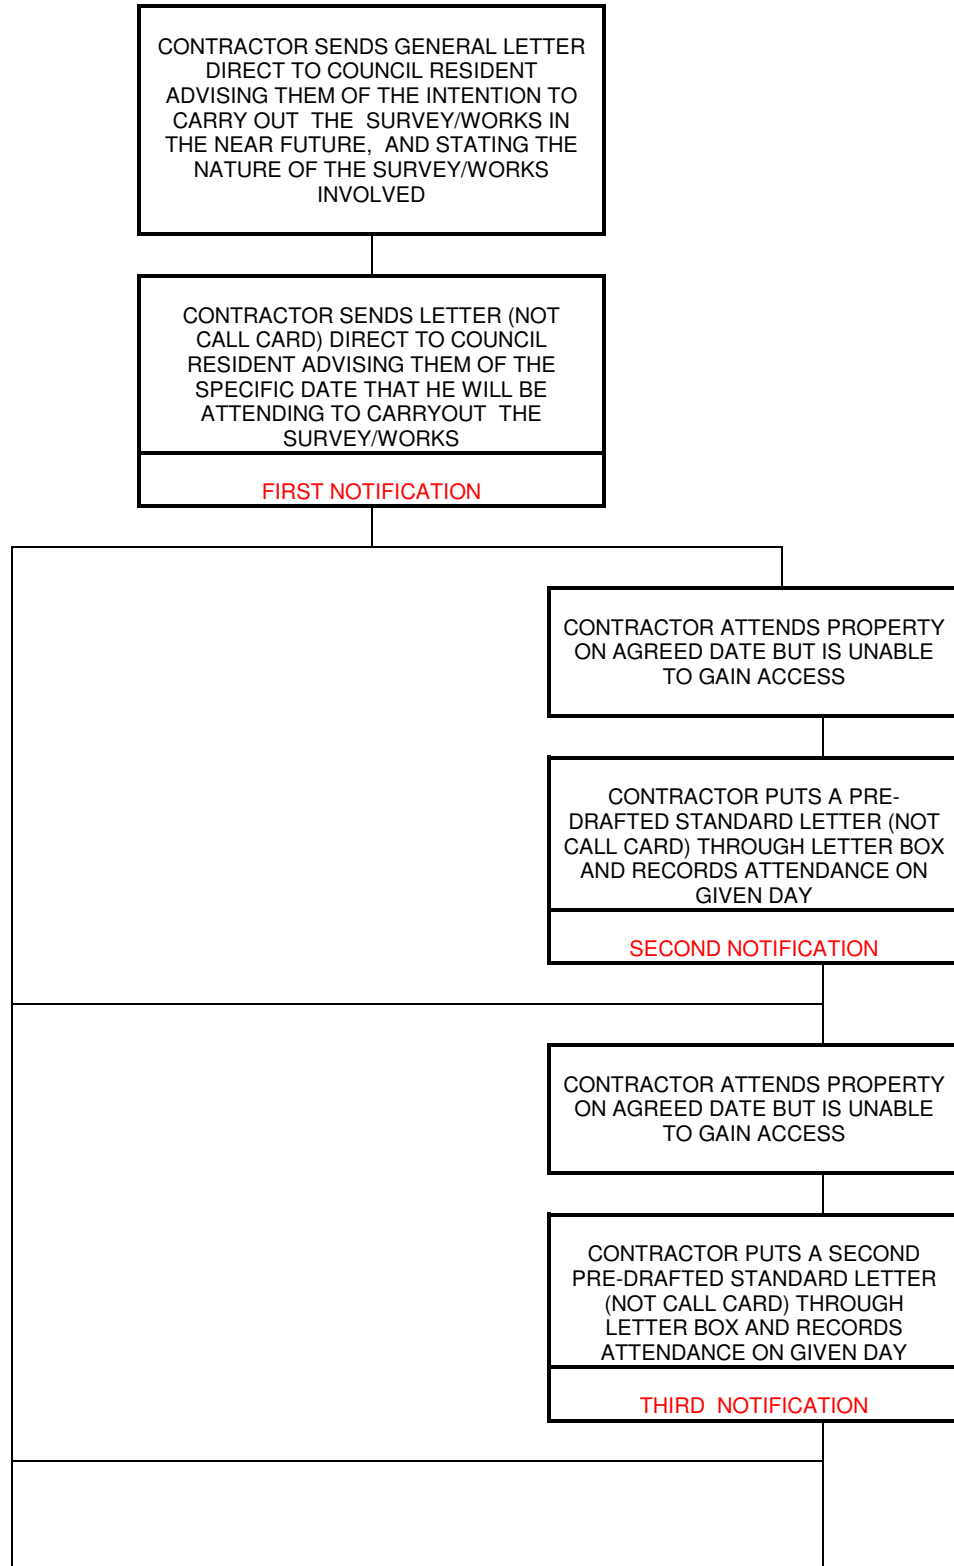 CONTRACTOR SENDS GENERAL LETTER
DIRECT TO COUNCIL RESIDENT
ADVISING THEM OF THE INTENTION TO
CARRY OUT THE SURVEY/WORKS IN
THE NEAR FUTURE, AND STATING THE
NATURE OF THE SURVEY/WORKS
INVOLVED
CONTRACTOR SENDS LETTER (NOT
CALL CARD) DIRECT TO COUNCIL
RESIDENT ADVISING THEM OF THE
SPECIFIC DATE THAT HE WILL BE
ATTENDING TO CARRYOUT THE
SURVEY/WORKS
FIRST NOTIFICATION
CONTRACTOR ATTENDS PROPERTY
ON AGREED DATE BUT IS UNABLE
TO GAIN ACCESS
CONTRACTOR PUTS A PRE-
DRAFTED STANDARD LETTER (NOT
CALL CARD) THROUGH LETTER BOX
AND RECORDS ATTENDANCE ON
GIVEN DAY
SECOND NOTIFICATION
CONTRACTOR ATTENDS PROPERTY
ON AGREED DATE BUT IS UNABLE
TO GAIN ACCESS
CONTRACTOR PUTS A SECOND
PRE-DRAFTED STANDARD LETTER
(NOT CALL CARD) THROUGH
LETTER BOX AND RECORDS
ATTENDANCE ON GIVEN DAY
THIRD NOTIFICATION